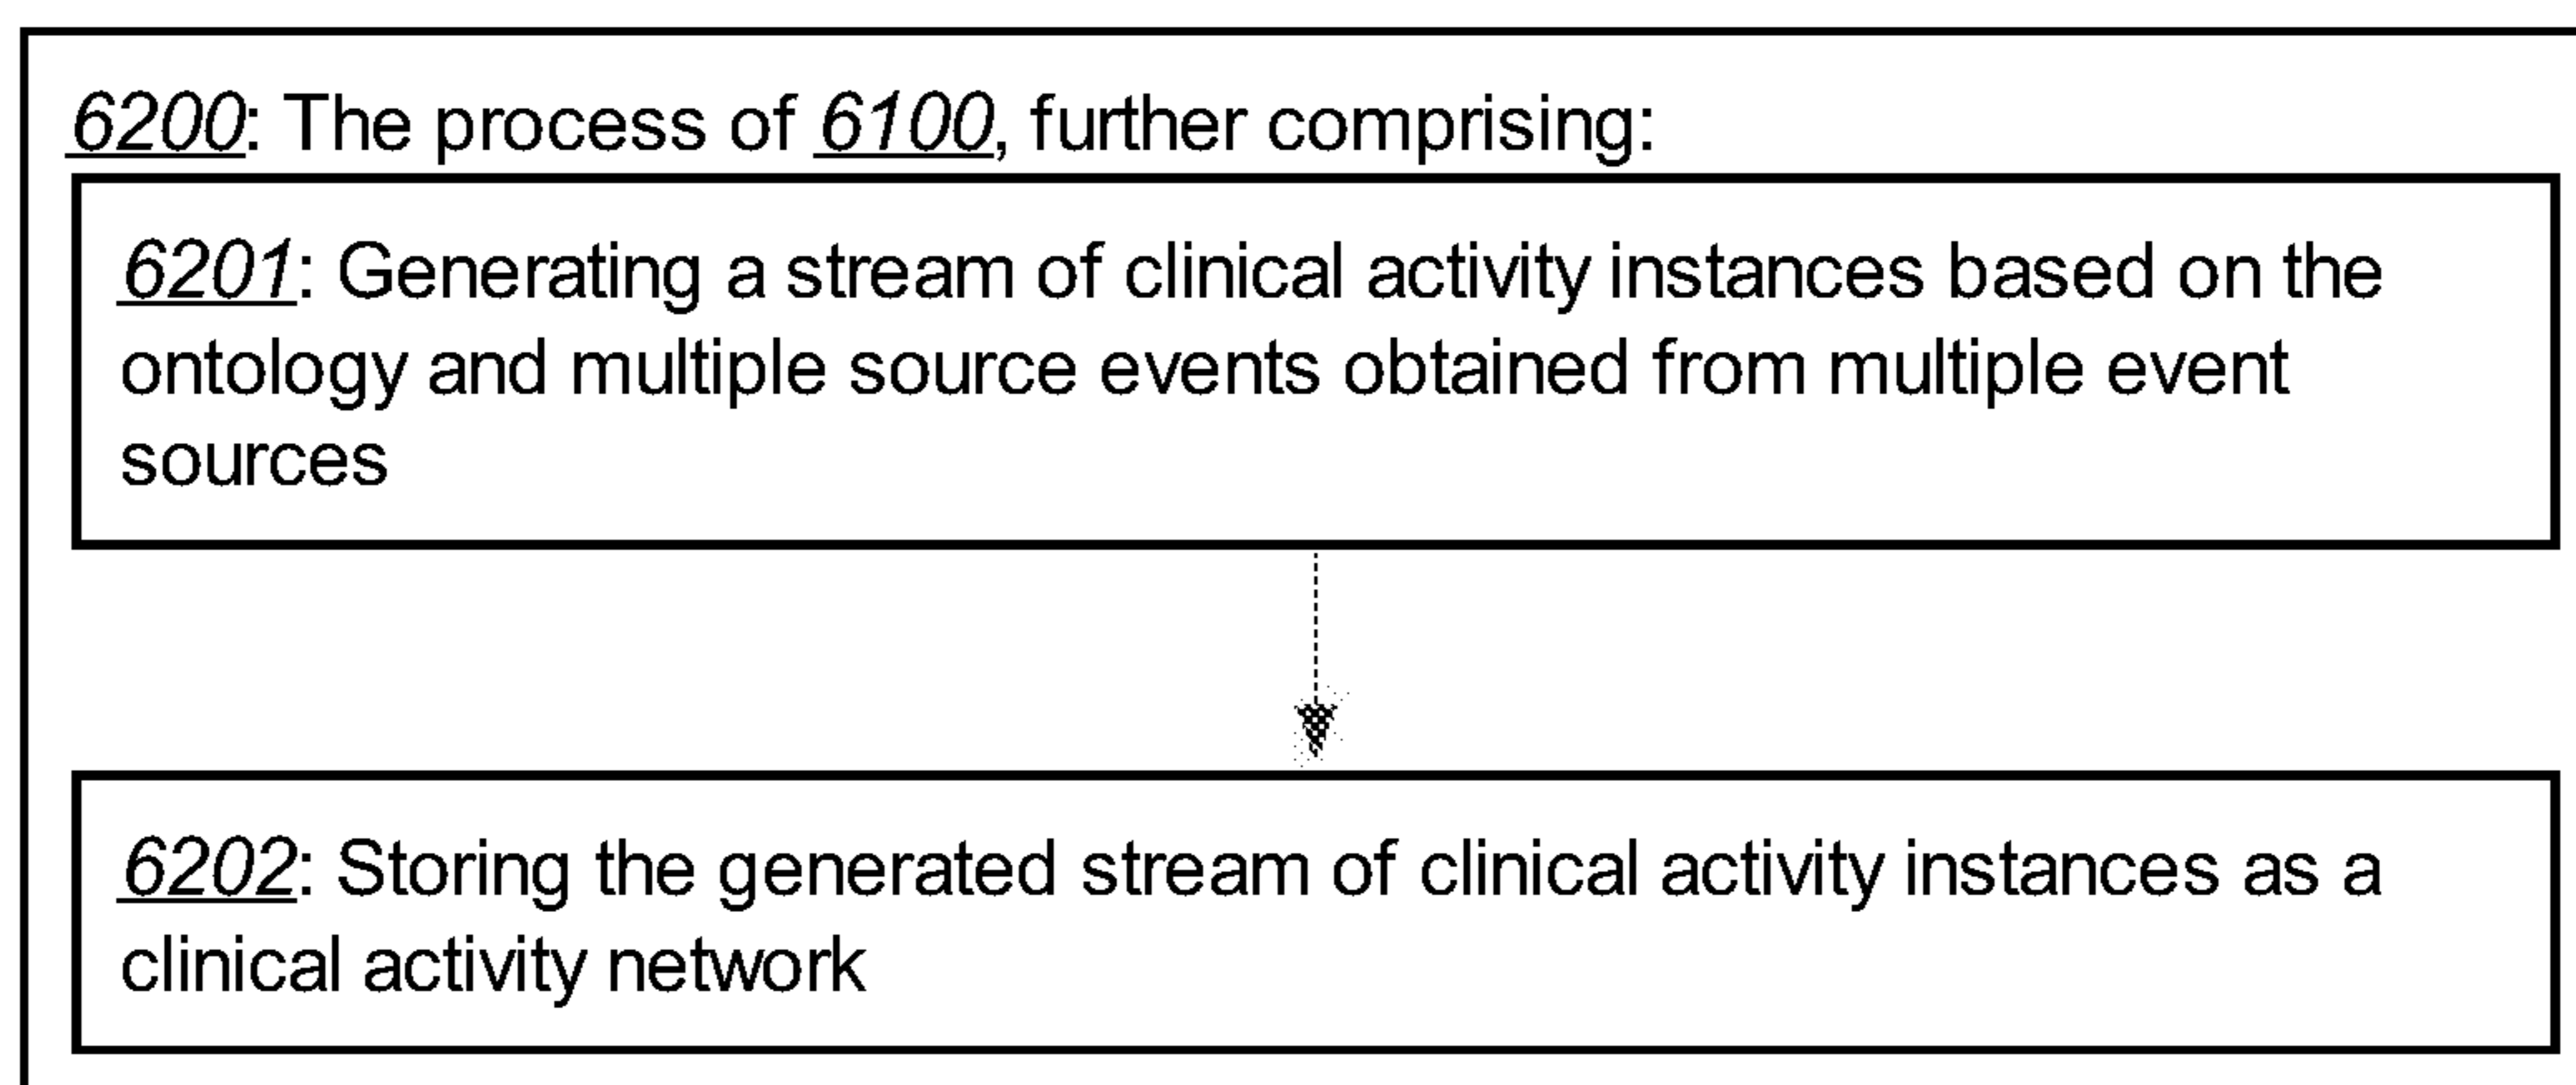 6200: The process of 6100, further comprising:
6201: Generating a stream of clinical activity instances based on the
ontology and multiple source events obtained from multiple event
sources
6202: Storing the generated stream of clinical activity instances as a
clinical activity network